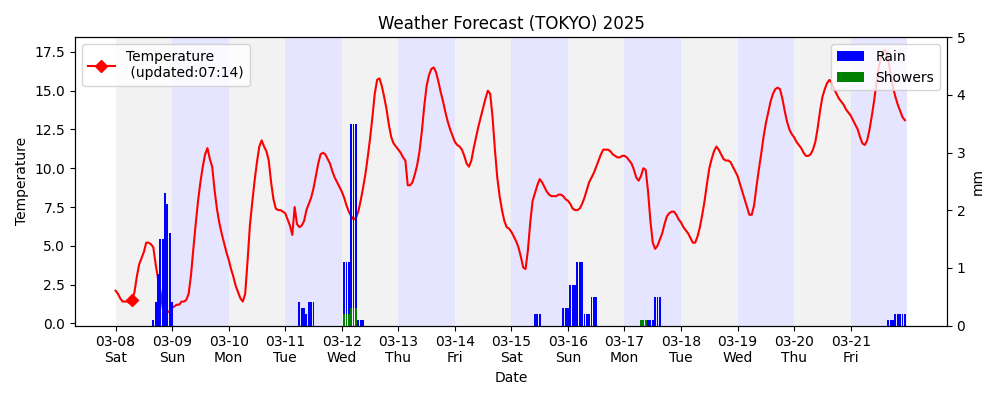 Weather Forecast (TOKYO) 2025
Temperature
(updated:07:14)
Rain
Showers
Temperature
17.5
15.0
12.5
10.0
7.5
5.0
2.5
0.0
5
4
3
2
1
0
mm
03-08 03-09 03-10 03-11 03-12 03-13 03-14 03-15 03-16 03-17 03-18 03-19 03-20 03-21
Sat Sun Mon Tue Wed Thu Fri Sat Sun Mon Tue Wed Thu Fri
Date